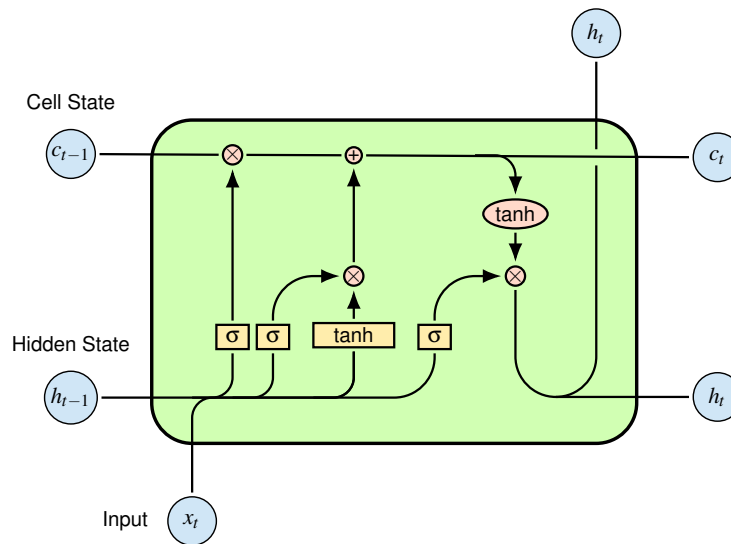 h_t
Cell State
c_{t−1} ⊗ + c_t
tanh
⊗ ⊗
Hidden State σ σ tanh σ
h_{t−1} h_t
Input x_t